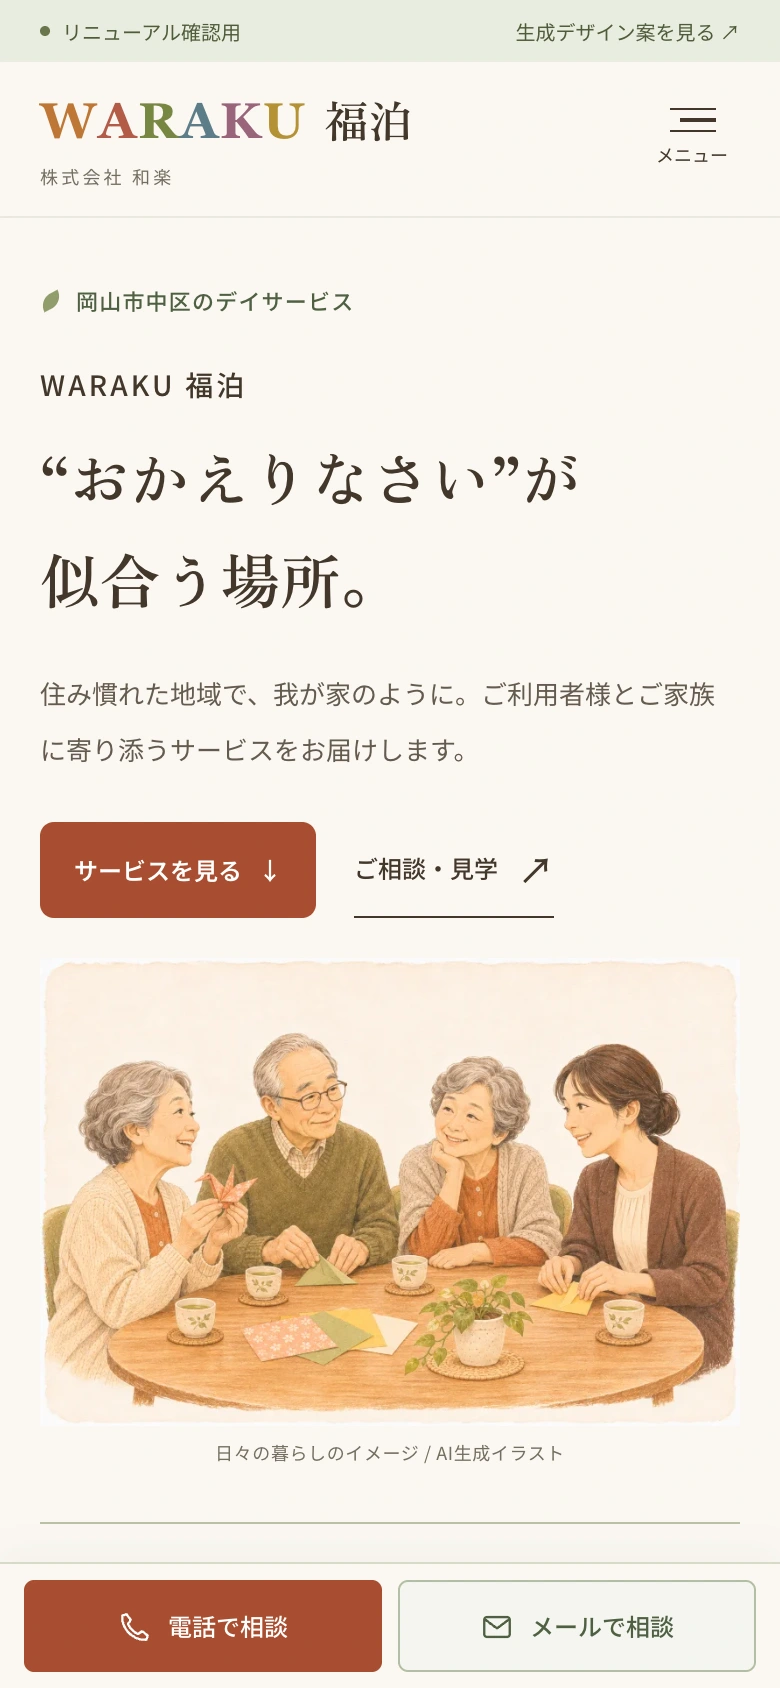 リニューアル確認用
生成デザイン案を見る ↗
WARAKU 福泊
株式会社 和楽
メニュー
岡山市中区のデイサービス
WARAKU 福泊
“おかえりなさい”が
似合う場所。
住み慣れた地域で、我が家のように。ご利用者様とご家族
に寄り添うサービスをお届けします。
サービスを見る ↓
ご相談・見学 ↗
日々の暮らしのイメージ / AI生成イラスト
電話で相談
メールで相談